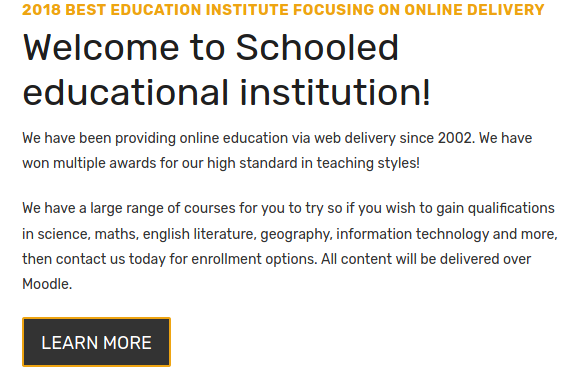 2018 BEST EDUCATION INSTITUTE FOCUSING ON ONLINE DELIVERY
Welcome to Schooled
educational institution!
We have been providing online education via web delivery since 2002. We have
won multiple awards for our high standard in teaching styles!
We have a large range of courses for you to try so if you wish to gain qualifications
in science, maths, english literature, geography, information technology and more,
then contact us today for enrollment options. All content will be delivered over
Moodle.
LEARN MORE